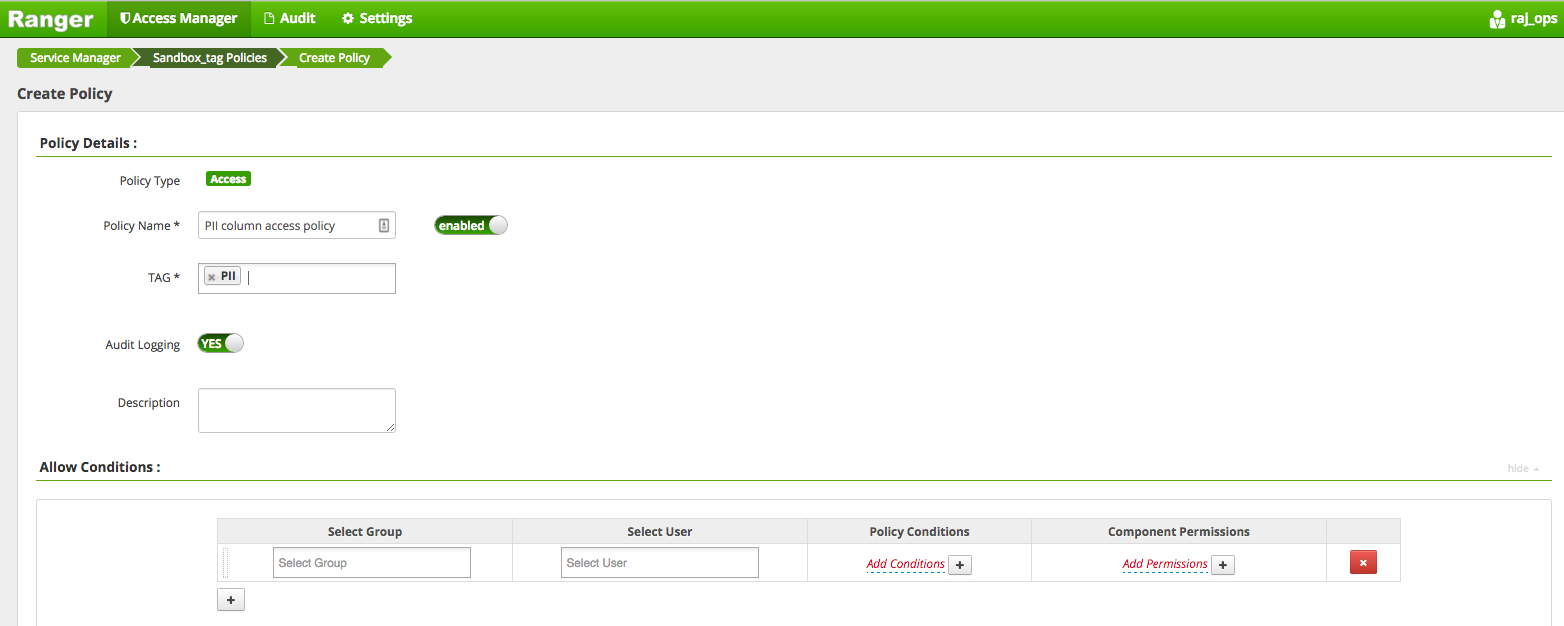 Ranger Access Manager Audit Settings raj_ops
Service Manager Sandbox_tag Policies Create Policy
Create Policy
Policy Details :
Policy Type Access
Policy Name * PII column access policy enabled
TAG * × PII
Audit Logging YES
Description
Allow Conditions : hide
Select Group Select User Policy Conditions Component Permissions
Select Group Select User Add Conditions + Add Permissions + ×
+